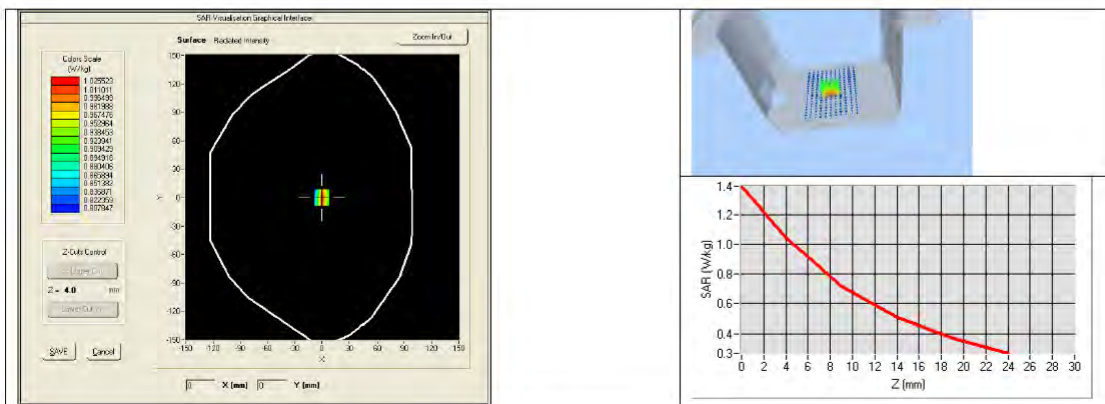 SAR Visualisation Graphical Interface
Surface Radiated Intensity
Zoom In/Out
Colors Scale
(W/kg)
1.025523
1.011011
0.996499
0.981988
0.967476
0.952964
0.938453
0.923941
0.909429
0.894918
0.880406
0.865894
0.851382
0.836871
0.822359
0.807847
Z-Cuts Control
Z = 4.0 mm
SAVE
Cancel
150
120
90
60
30
0
-30
-60
-90
-120
-150
Y
-150 -120 -90 -60 -30 0 30 60 90 120 150
X
0 X (mm) 0 Y (mm)
1.4
1.2
1.0
0.8
0.6
0.4
0.3
SAR (W/kg)
0 2 4 6 8 10 12 14 16 18 20 22 24 26 28 30
Z (mm)